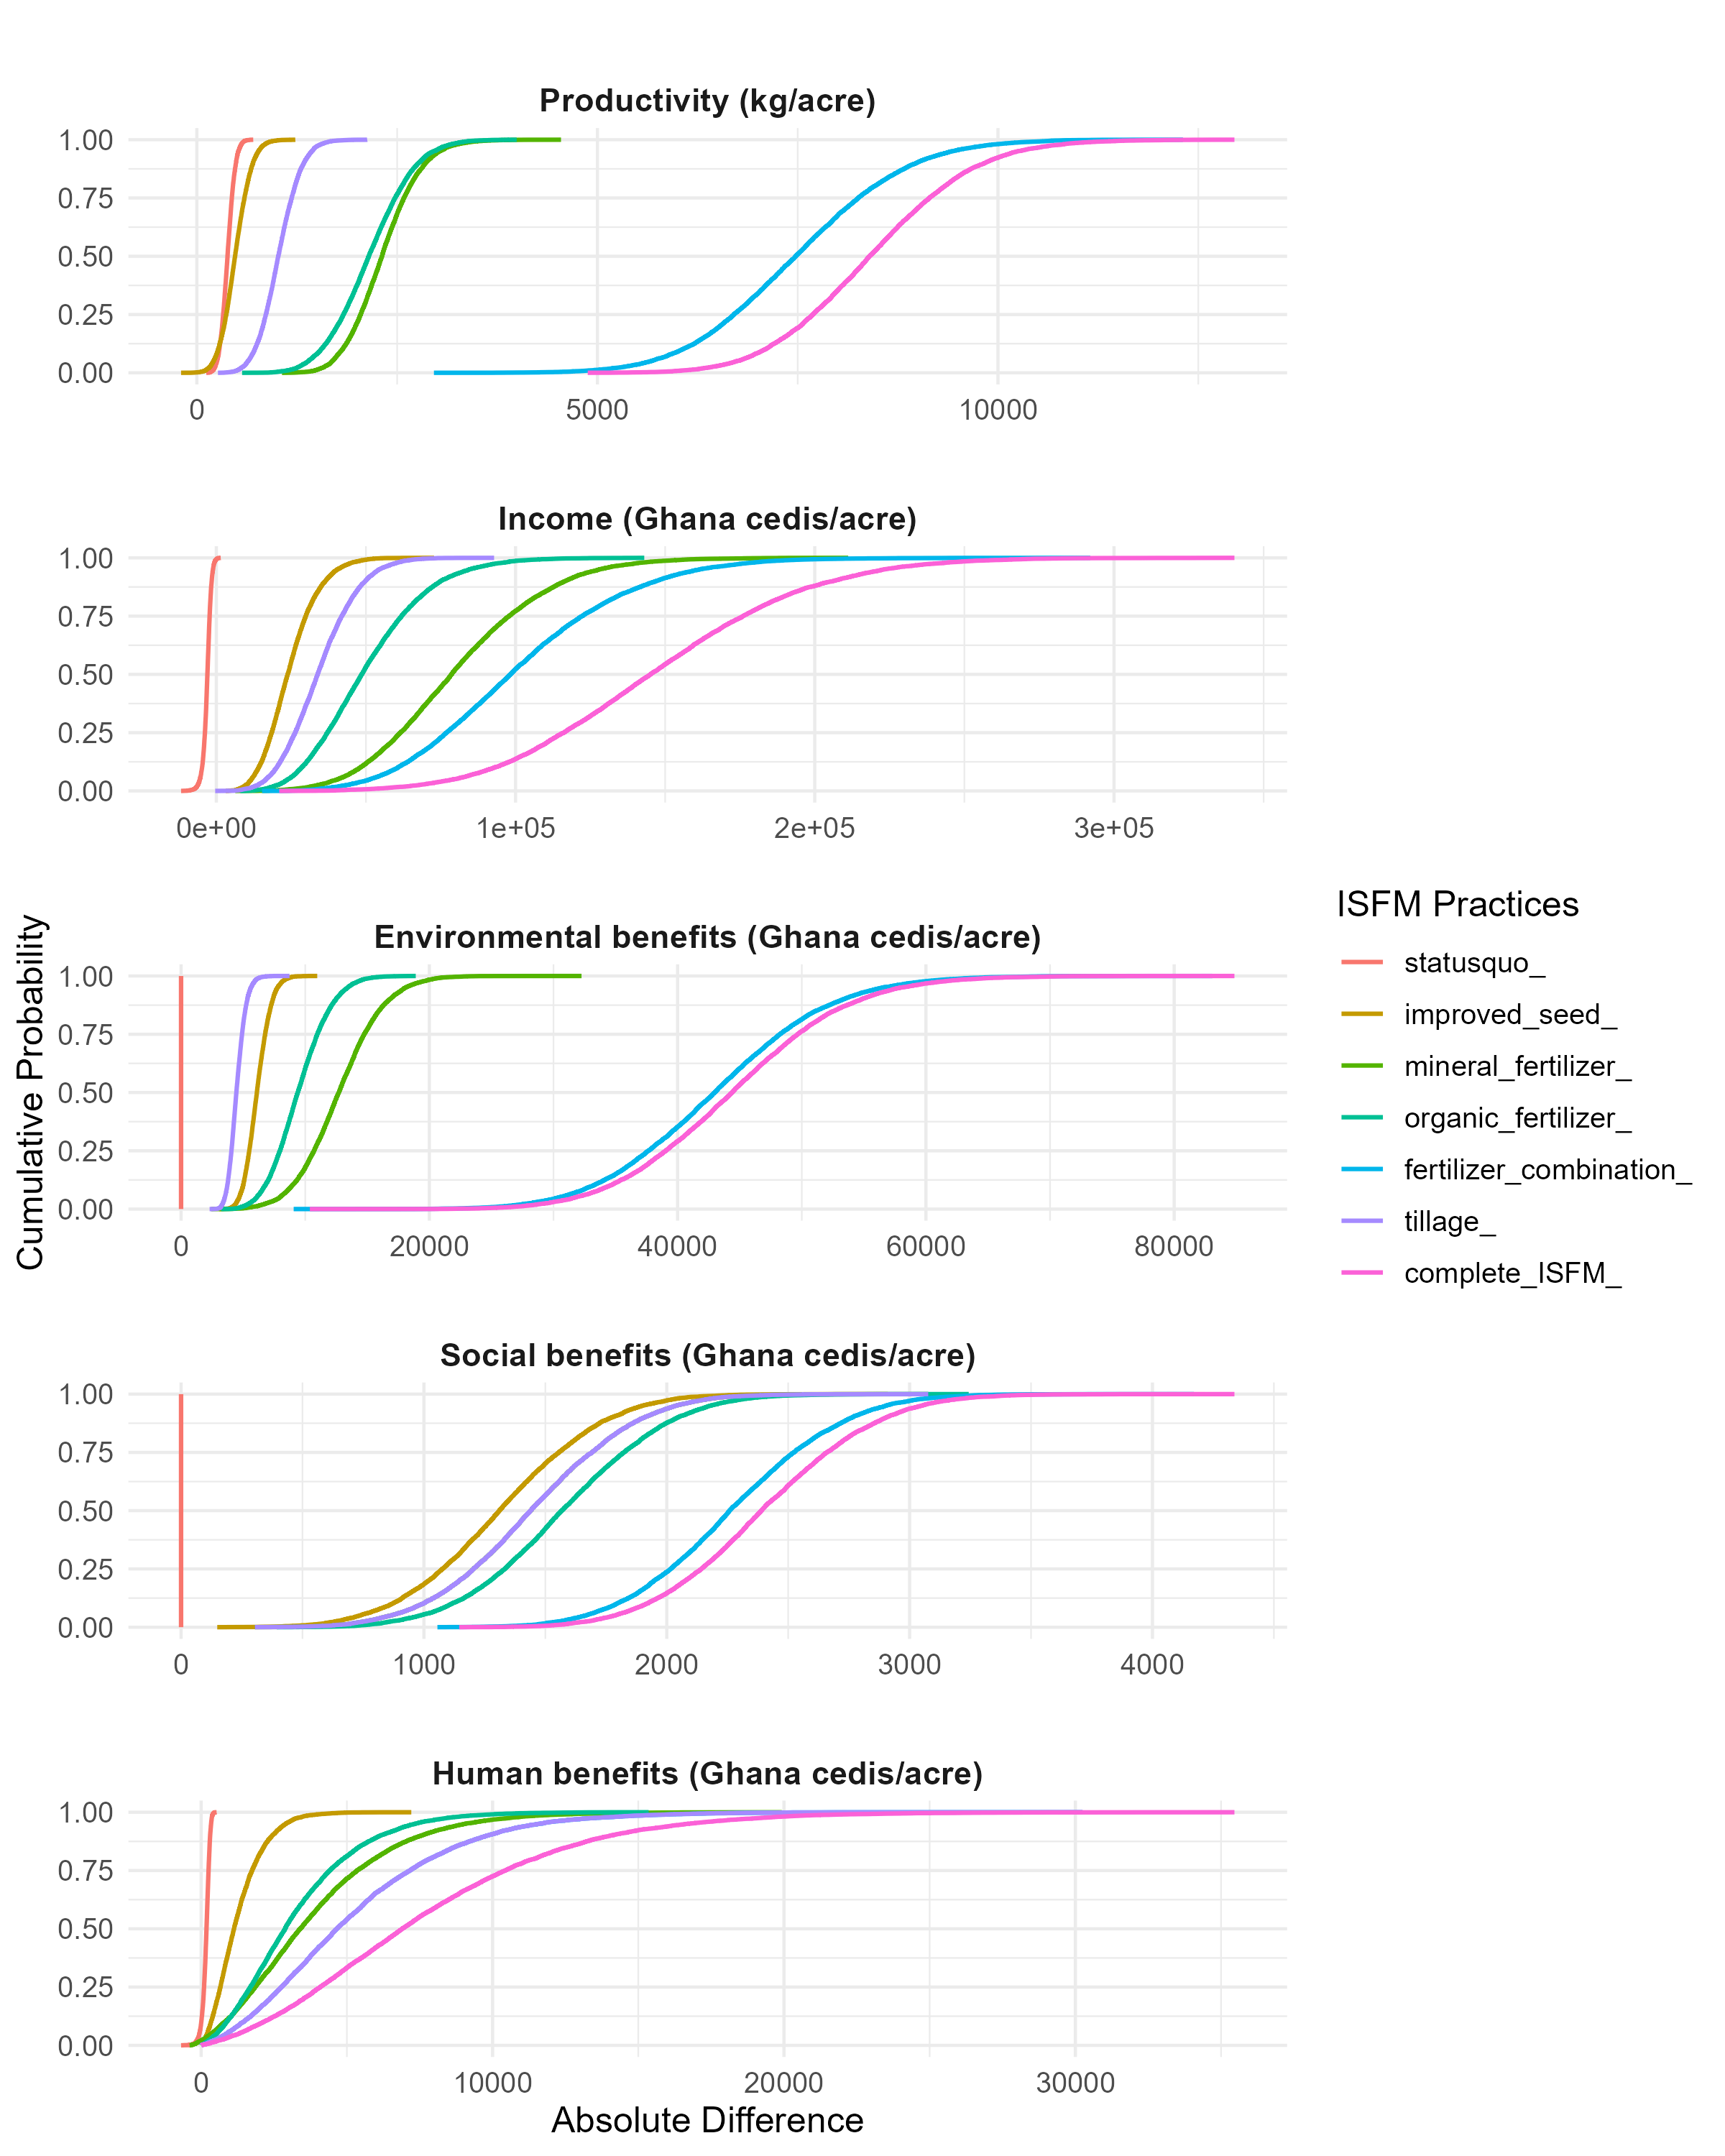 Productivity (kg/acre)
1.00
0.75
0.50
0.25
0.00
0 5000 10000
Income (Ghana cedis/acre)
1.00
0.75
0.50
0.25
0.00
0e+00 1e+05 2e+05 3e+05
Cumulative Probability
Environmental benefits (Ghana cedis/acre)
1.00
0.75
0.50
0.25
0.00
0 20000 40000 60000 80000
ISFM Practices
statusquo_
improved_seed_
mineral_fertilizer_
organic_fertilizer_
fertilizer_combination_
tillage_
complete_ISFM_
Social benefits (Ghana cedis/acre)
1.00
0.75
0.50
0.25
0.00
0 1000 2000 3000 4000
Human benefits (Ghana cedis/acre)
1.00
0.75
0.50
0.25
0.00
0 10000 20000 30000
Absolute Difference